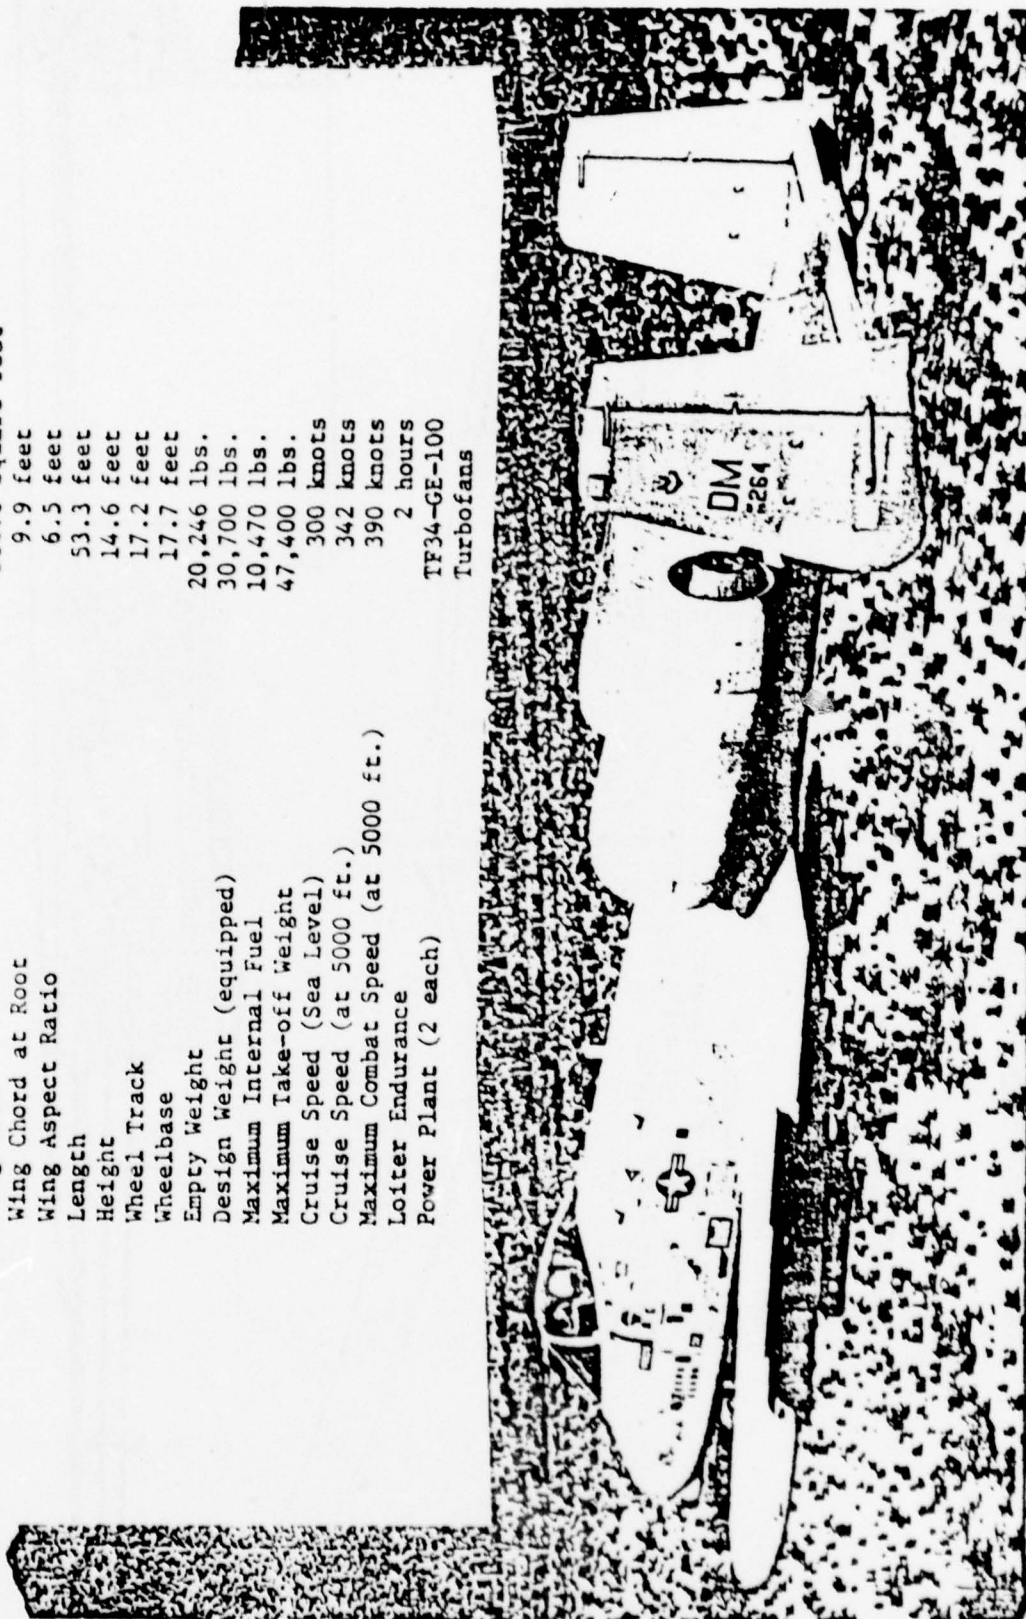 Wing Chord at Root 9.9 feet
Wing Aspect Ratio 6.5 feet
Length 53.3 feet
Height 14.6 feet
Wheel Track 17.2 feet
Wheelbase 17.7 feet
Empty Weight 20,246 lbs.
Design Weight (equipped) 30,700 lbs.
Maximum Internal Fuel 10,470 lbs.
Maximum Take-off Weight 47,400 lbs.
Cruise Speed (Sea Level) 300 knots
Cruise Speed (at 5000 ft.) 342 knots
Maximum Combat Speed (at 5000 ft.) 390 knots
Loiter Endurance 2 hours
Power Plant (2 each) TF34-GE-100
Turbofans
DM